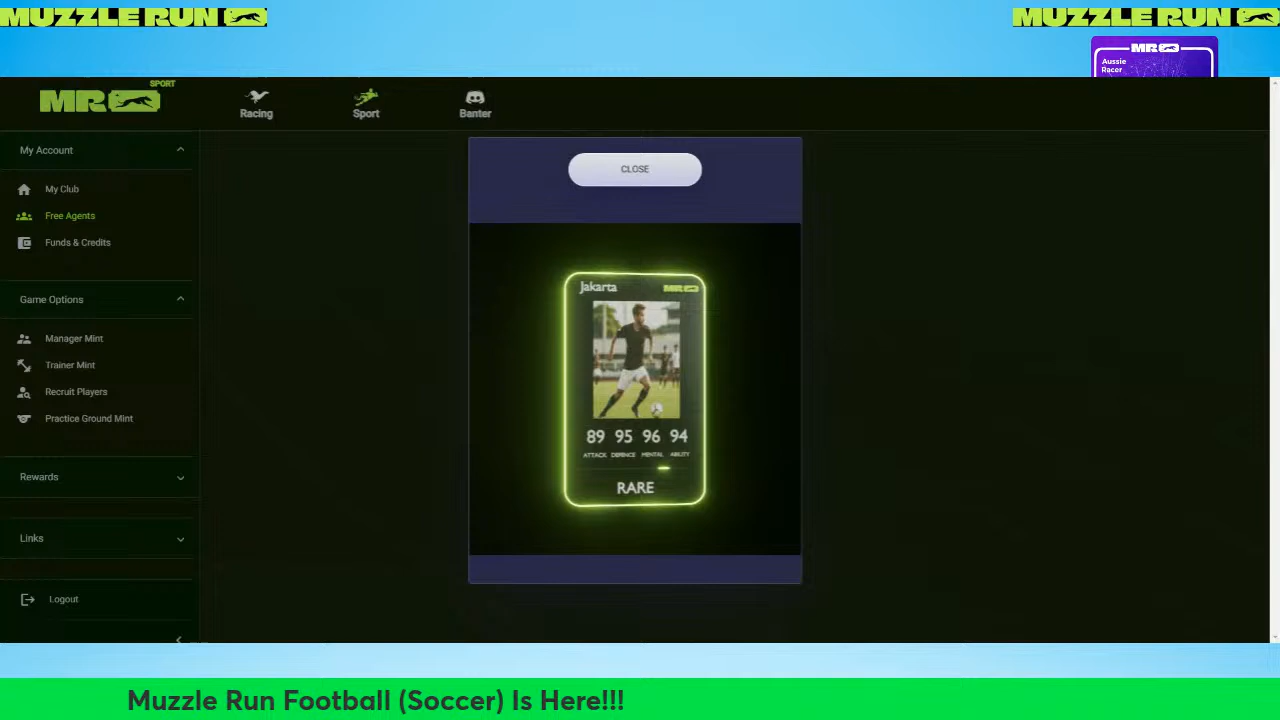 MUZZLE RUN
MUZZLE RUN
MR
Aussie
Racer
MR
SPORT
Racing
Sport
Banter
My Account
My Club
Free Agents
Funds & Credits
Game Options
Manager Mint
Trainer Mint
Recruit Players
Practice Ground Mint
Rewards
Links
Logout
CLOSE
Jakarta
MR
89 95 96 94
ATTACK DEFENCE MENTAL ABILITY
RARE
Muzzle Run Football (Soccer) Is Here!!!